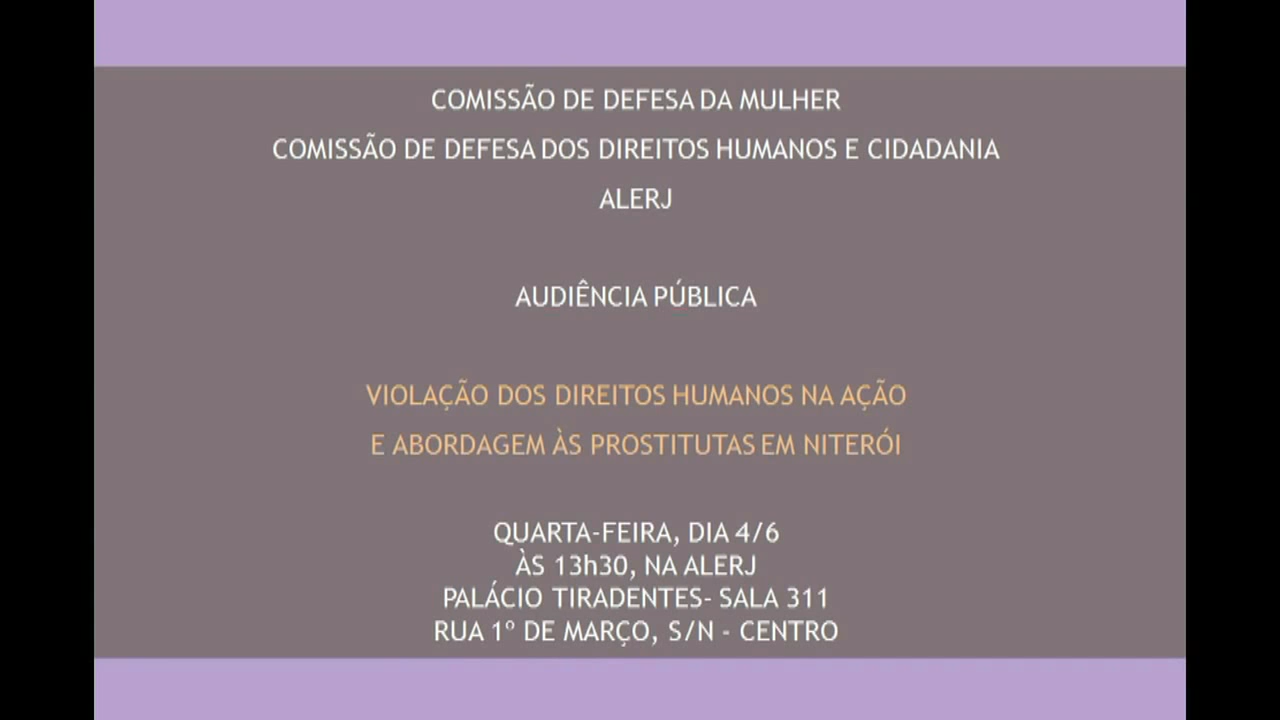 COMISSÃO DE DEFESA DA MULHER
COMISSÃO DE DEFESA DOS DIREITOS HUMANOS E CIDADANIA
ALERJ
AUDIÊNCIA PÚBLICA
VIOLAÇÃO DOS DIREITOS HUMANOS NA AÇÃO
E ABORDAGEM ÀS PROSTITUTAS EM NITERÓI
QUARTA-FEIRA, DIA 4/6
ÀS 13h30, NA ALERJ
PALÁCIO TIRADENTES- SALA 311
RUA 1º DE MARÇO, S/N - CENTRO